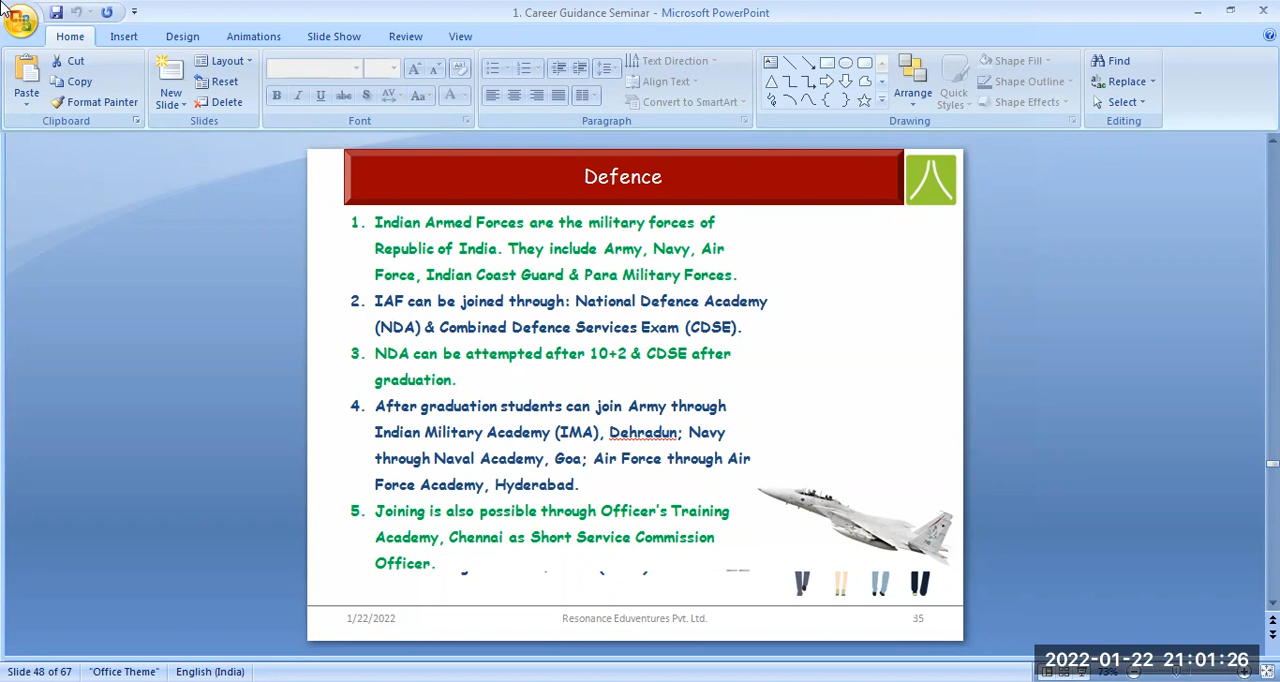 1. Career Guidance Seminar - Microsoft PowerPoint
Home Insert Design Animations Slide Show Review View
Cut Layout Text Direction Shape Fill Find
Copy Reset Align Text Shape Outline Replace
Paste Format Painter New Slide Delete Convert to SmartArt Arrange Quick Styles Shape Effects Select
Clipboard Slides Font Paragraph Drawing Editing
Defence
1. Indian Armed Forces are the military forces of
Republic of India. They include Army, Navy, Air
Force, Indian Coast Guard & Para Military Forces.
2. IAF can be joined through: National Defence Academy
(NDA) & Combined Defence Services Exam (CDSE).
3. NDA can be attempted after 10+2 & CDSE after
graduation.
4. After graduation students can join Army through
Indian Military Academy (IMA), Dehradun; Navy
through Naval Academy, Goa; Air Force through Air
Force Academy, Hyderabad.
5. Joining is also possible through Officer's Training
Academy, Chennai as Short Service Commission
Officer.
1/22/2022 Resonance Eduventures Pvt. Ltd. 35
Slide 48 of 67 "Office Theme" English (India) 73%
2022-01-22 21:01:26